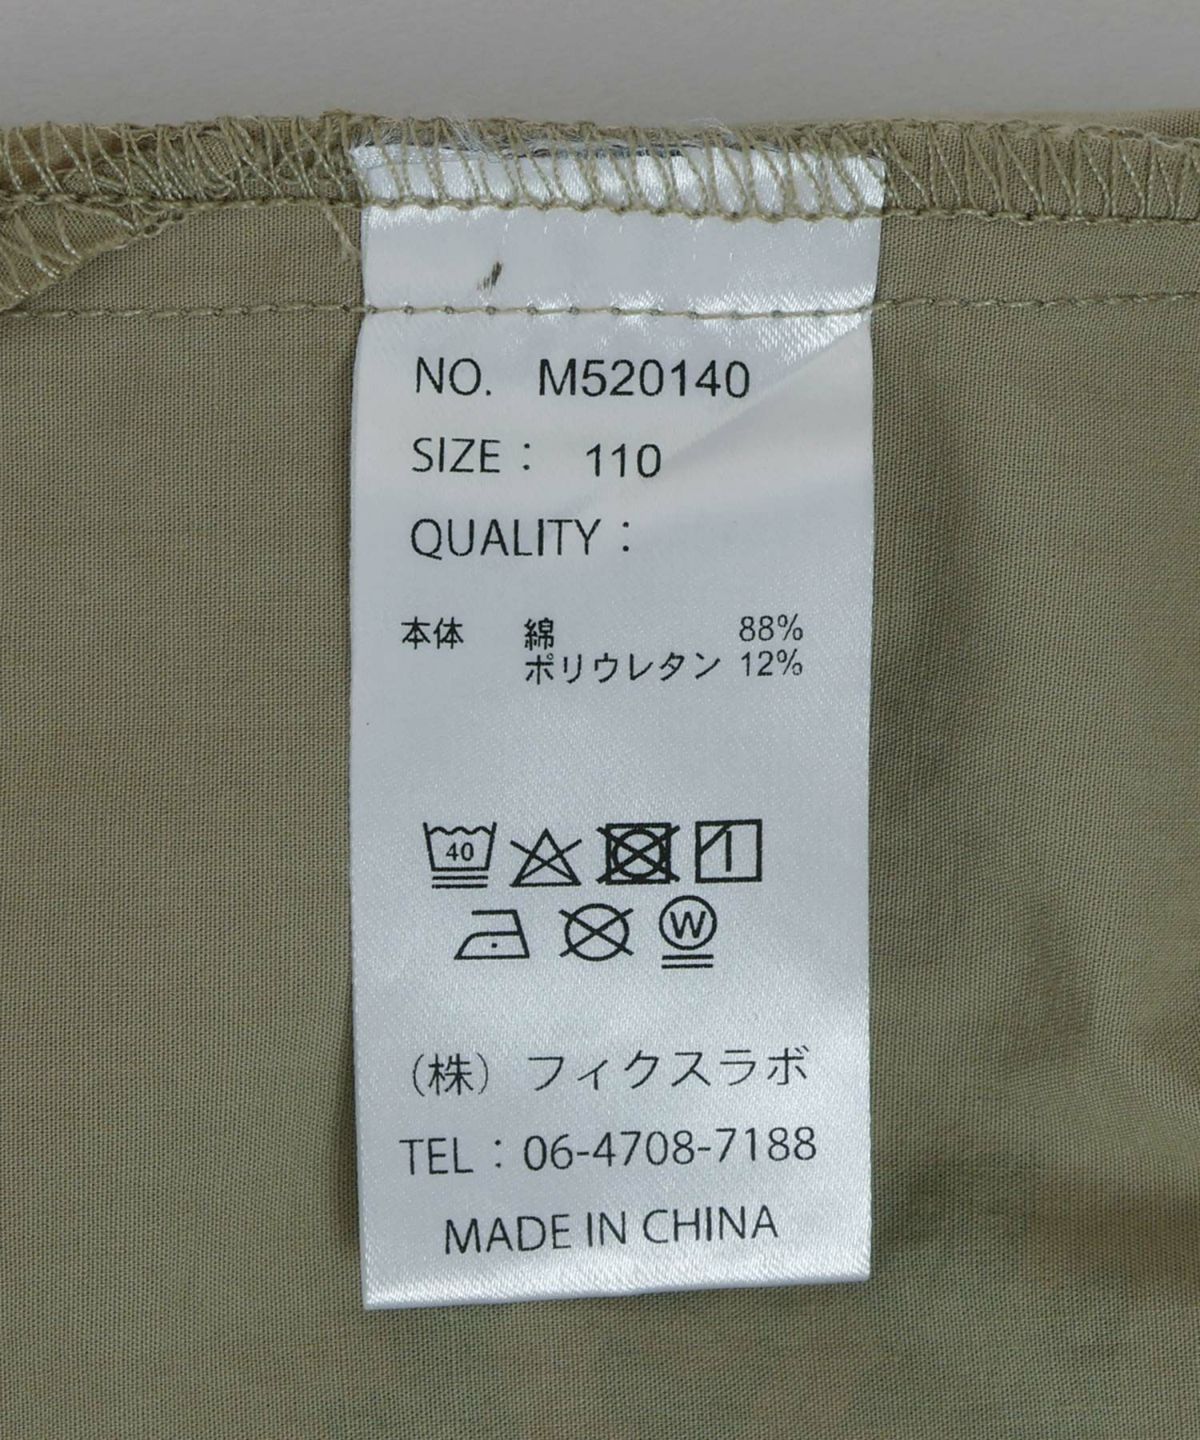 NO. M520140
SIZE： 110
QUALITY：
本体 綿 88%
ポリウレタン 12%
40
W
（株）フィクスラボ
TEL：06-4708-7188
MADE IN CHINA